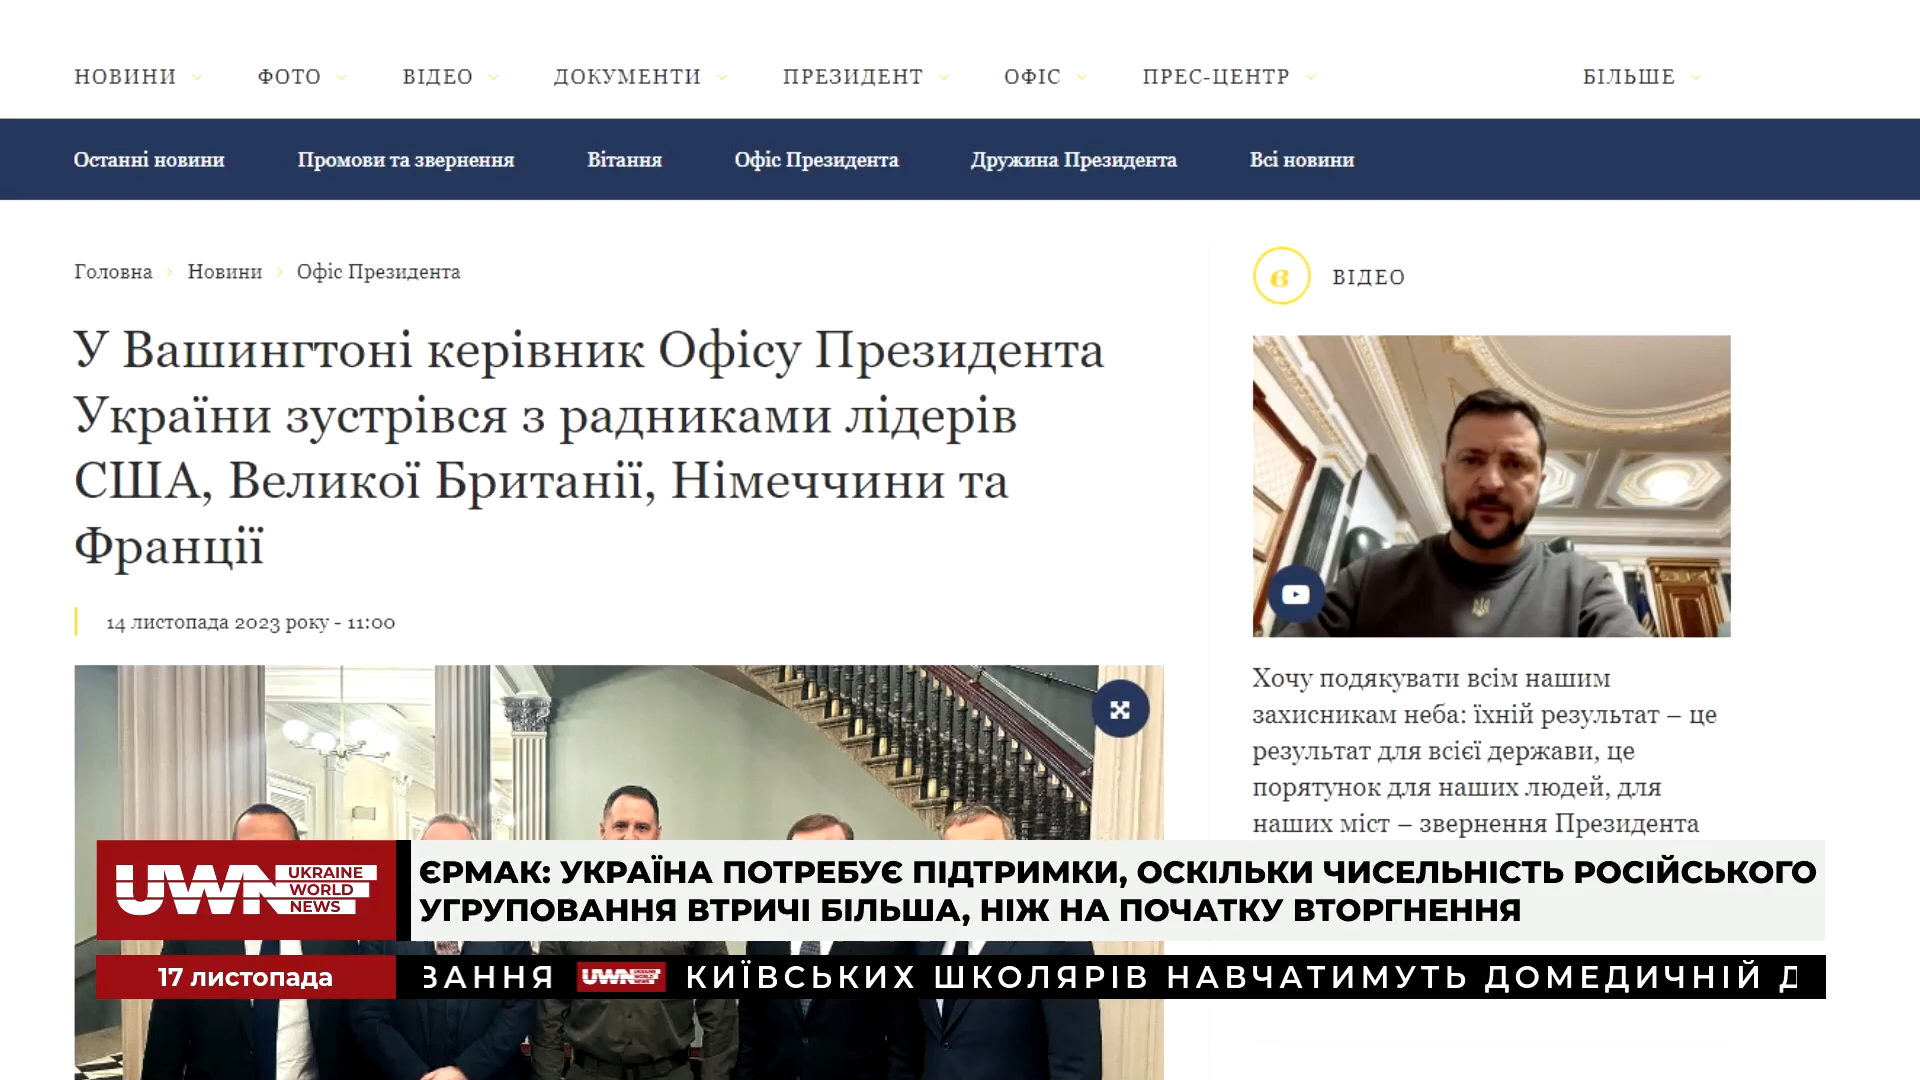 НОВИНИ ФОТО ВІДЕО ДОКУМЕНТИ ПРЕЗИДЕНТ ОФІС ПРЕС-ЦЕНТР БІЛЬШЕ
Останні новини Промови та звернення Вітання Офіс Президента Дружина Президента Всі новини
Головна Новини Офіс Президента
У Вашингтоні керівник Офісу Президента
України зустрівся з радниками лідерів
США, Великої Британії, Німеччини та
Франції
14 листопада 2023 року - 11:00
в ВІДЕО
Хочу подякувати всім нашим
захисникам неба: їхній результат – це
результат для всієї держави, це
порятунок для наших людей, для
наших міст – звернення Президента
UWN UKRAINE
WORLD
NEWS
ЄРМАК: УКРАЇНА ПОТРЕБУЄ ПІДТРИМКИ, ОСКІЛЬКИ ЧИСЕЛЬНІСТЬ РОСІЙСЬКОГО
УГРУПОВАННЯ ВТРИЧІ БІЛЬША, НІЖ НА ПОЧАТКУ ВТОРГНЕННЯ
17 листопада
ВАННЯ UWN КИЇВСЬКИХ ШКОЛЯРІВ НАВЧАТИМУТЬ ДОМЕДИЧНІЙ Д